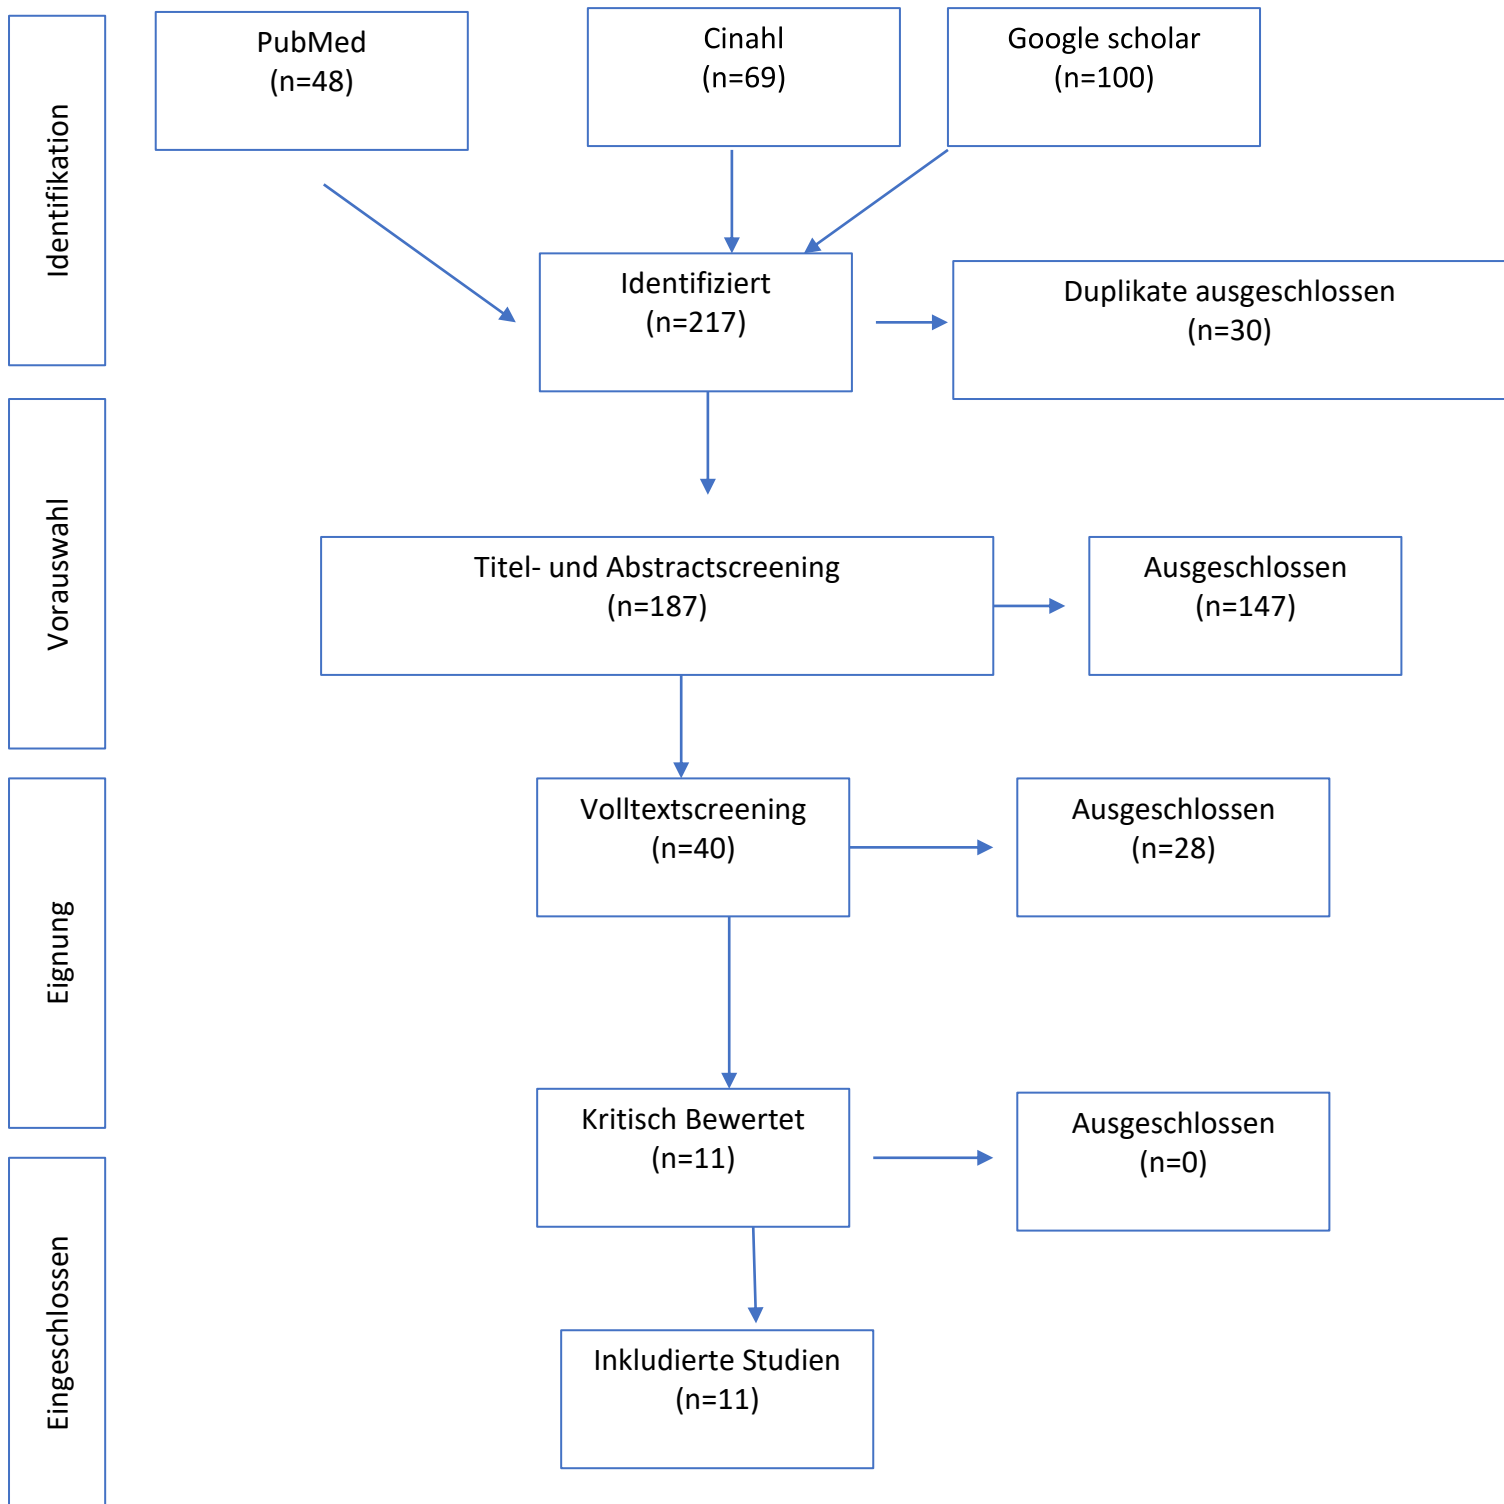 Identifikation
PubMed
(n=48)
Cinahl
(n=69)
Google scholar
(n=100)
Identifiziert
(n=217)
Duplikate ausgeschlossen
(n=30)
Vorauswahl
Titel- und Abstractscreening
(n=187)
Ausgeschlossen
(n=147)
Eignung
Volltextscreening
(n=40)
Ausgeschlossen
(n=28)
Kritisch Bewertet
(n=11)
Ausgeschlossen
(n=0)
Eingeschlossen
Inkludierte Studien
(n=11)